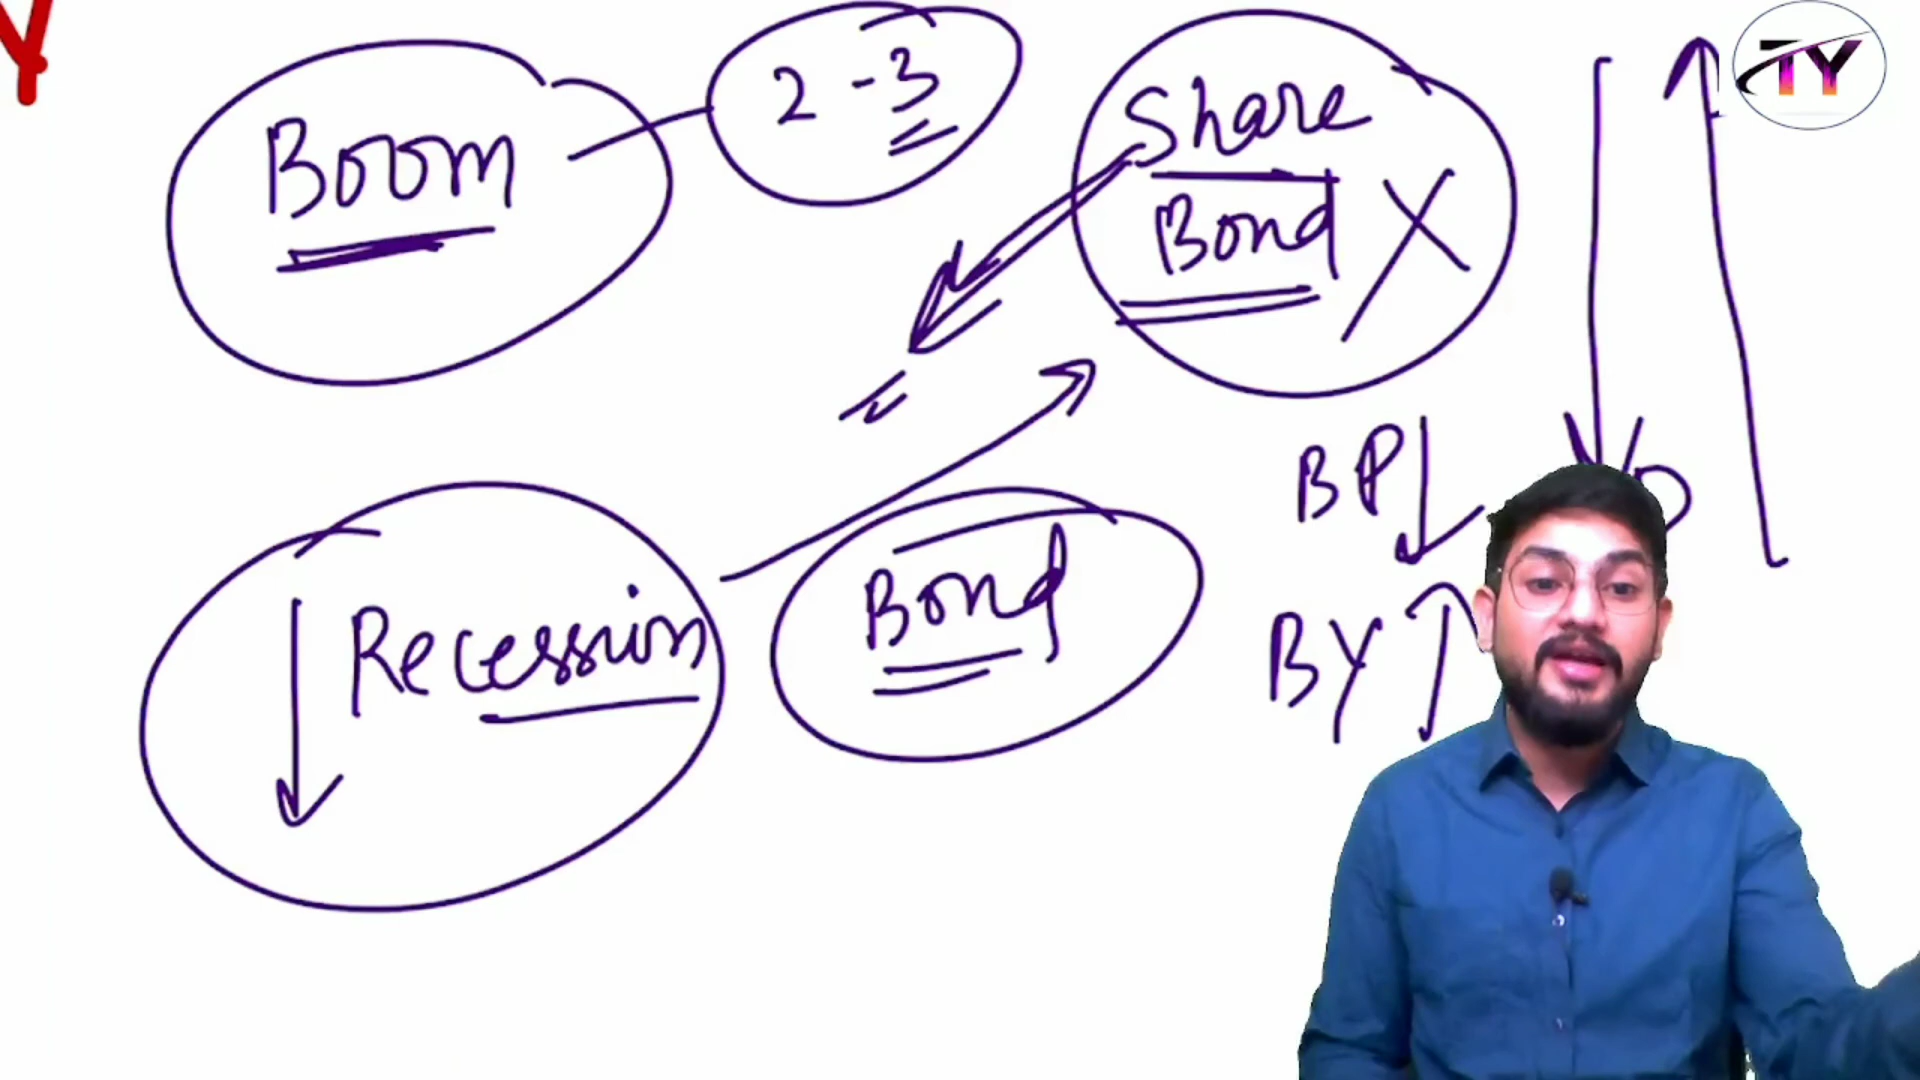 Y
Boom
2-3
Share
Bond X
TY
BP↓
Recession
Bond
BY↑